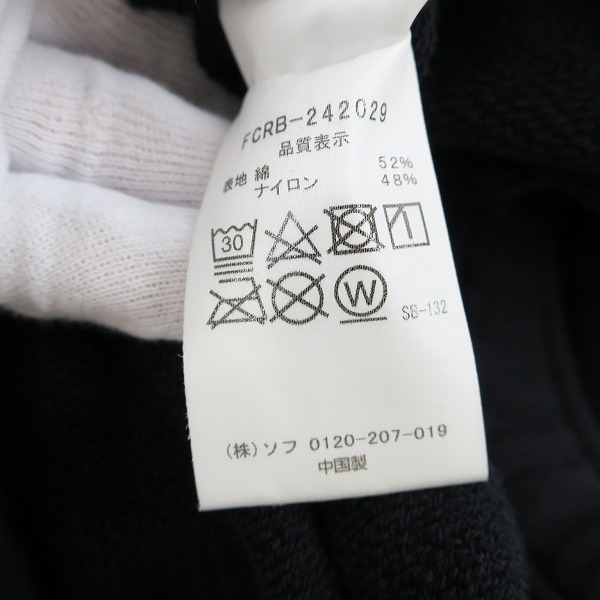 FCRB-242029
品質表示
表地 綿 52%
ナイロン 48%
30
W
SB-132
(株)ソフ 0120-207-019
中国製